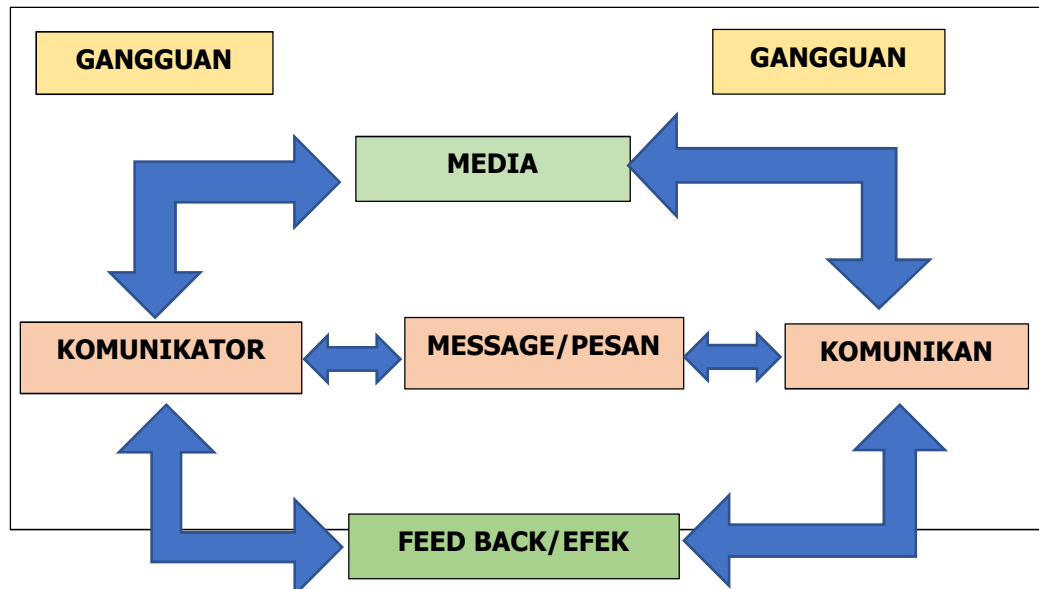 GANGGUAN
GANGGUAN
MEDIA
KOMUNIKATOR
MESSAGE/PESAN
KOMUNIKAN
FEED BACK/EFEK